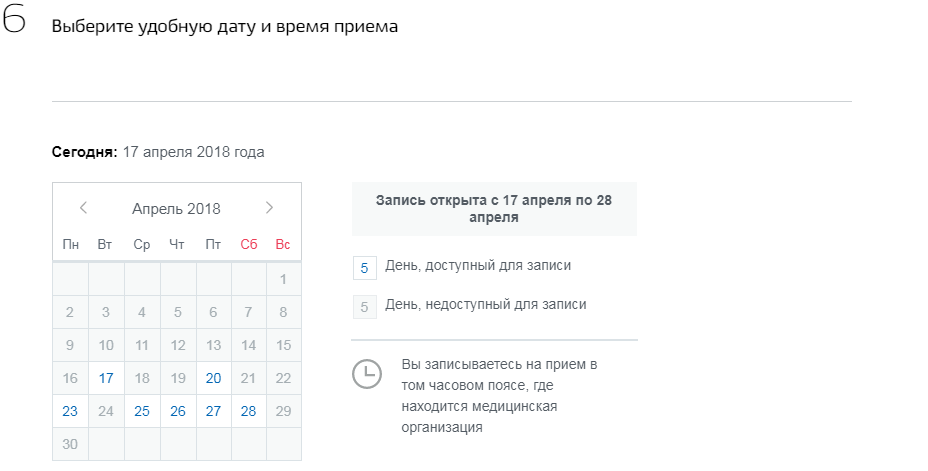 6 Выберите удобную дату и время приема
Сегодня: 17 апреля 2018 года
Апрель 2018
Пн Вт Ср Чт Пт Сб Вс
1
2 3 4 5 6 7 8
9 10 11 12 13 14 15
16 17 18 19 20 21 22
23 24 25 26 27 28 29
30
Запись открыта с 17 апреля по 28
апреля
5 День, доступный для записи
5 День, недоступный для записи
Вы записываетесь на прием в
том часовом поясе, где
находится медицинская
организация